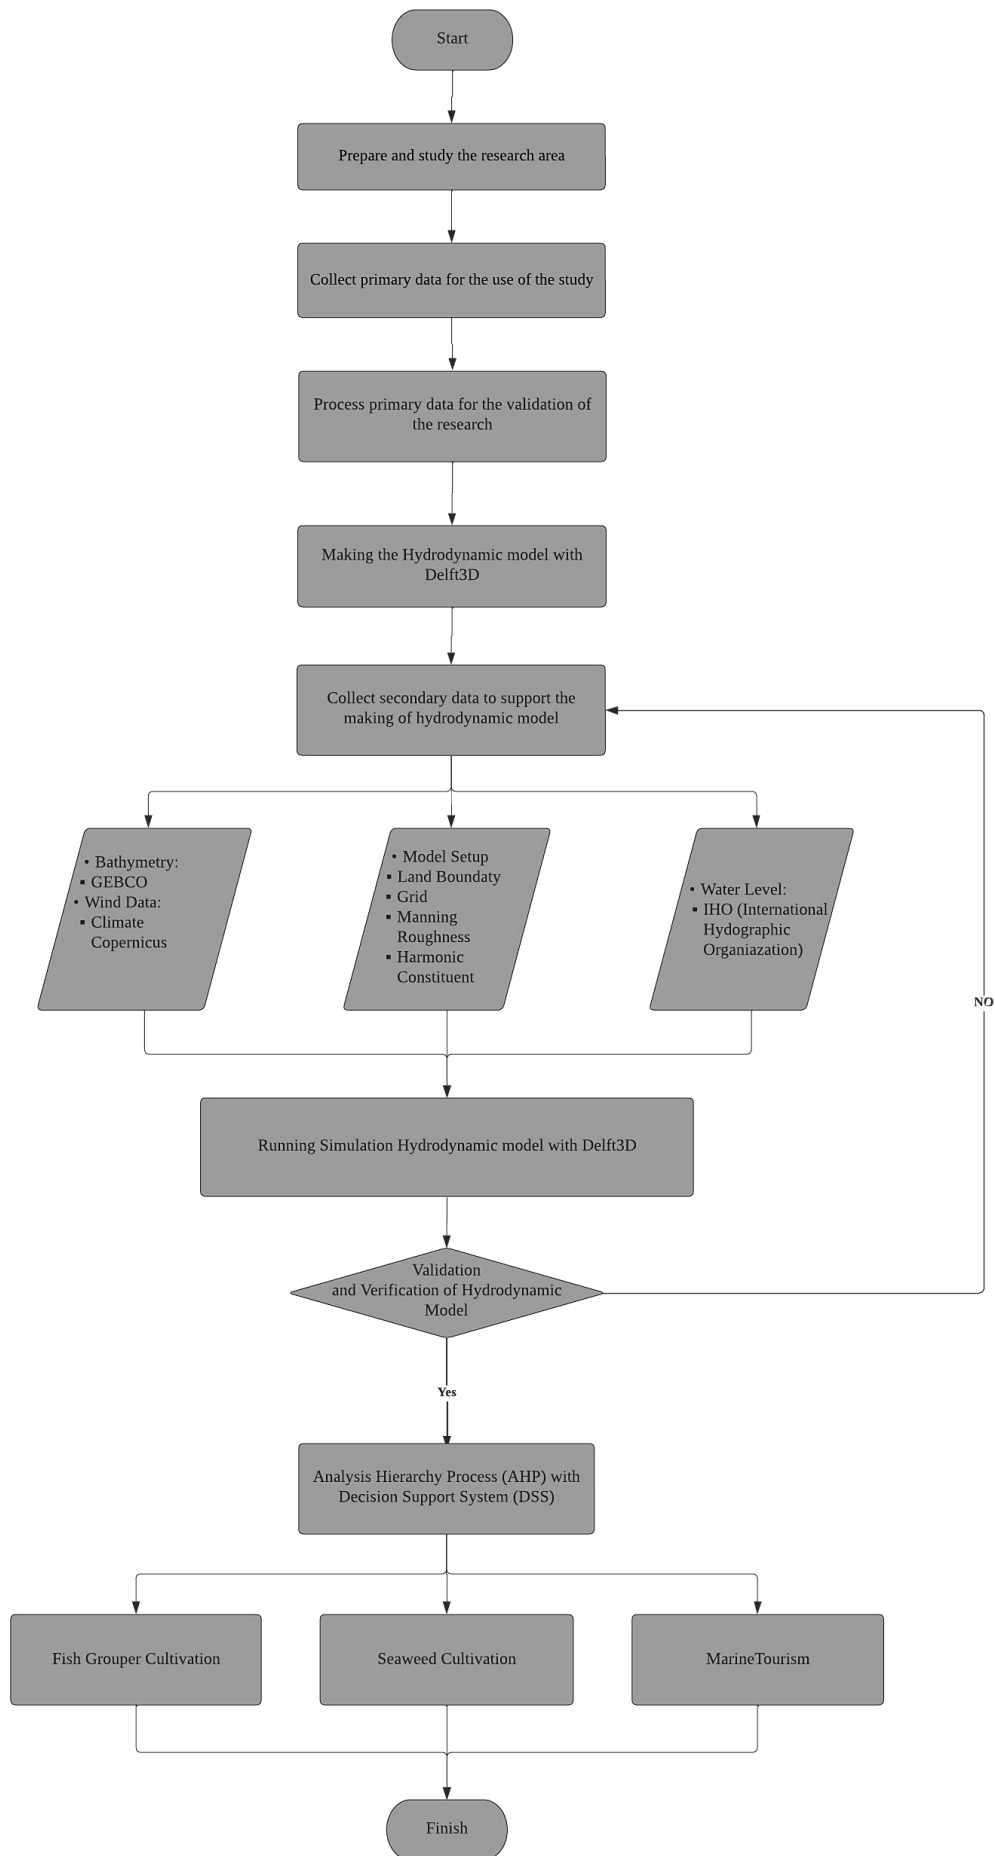 Start
Prepare and study the research area
Collect primary data for the use of the study
Process primary data for the validation of
the research
Making the Hydrodynamic model with
Delft3D
Collect secondary data to support the
making of hydrodynamic model
• Bathymetry:
▪ GEBCO
• Wind Data:
▪ Climate
Copernicus
• Model Setup
▪ Land Boundaty
▪ Grid
▪ Manning
Roughness
▪ Harmonic
Constituent
• Water Level:
▪ IHO (International
Hydographic
Organiazation)
NO
Running Simulation Hydrodynamic model with Delft3D
Validation
and Verification of Hydrodynamic
Model
Yes
Analysis Hierarchy Process (AHP) with
Decision Support System (DSS)
Fish Grouper Cultivation
Seaweed Cultivation
MarineTourism
Finish